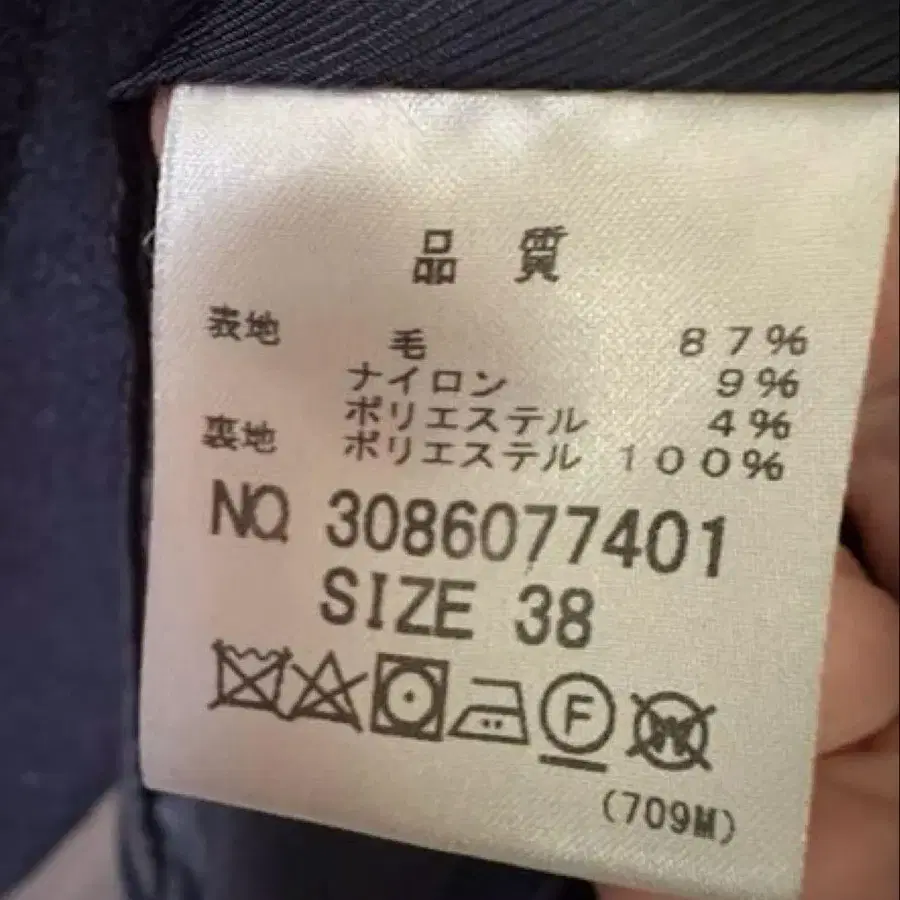 品質
表地 毛 87%
ナイロン 9%
ポリエステル 4%
裏地 ポリエステル 100%
NO 3086077401
SIZE 38
F W
(709M)